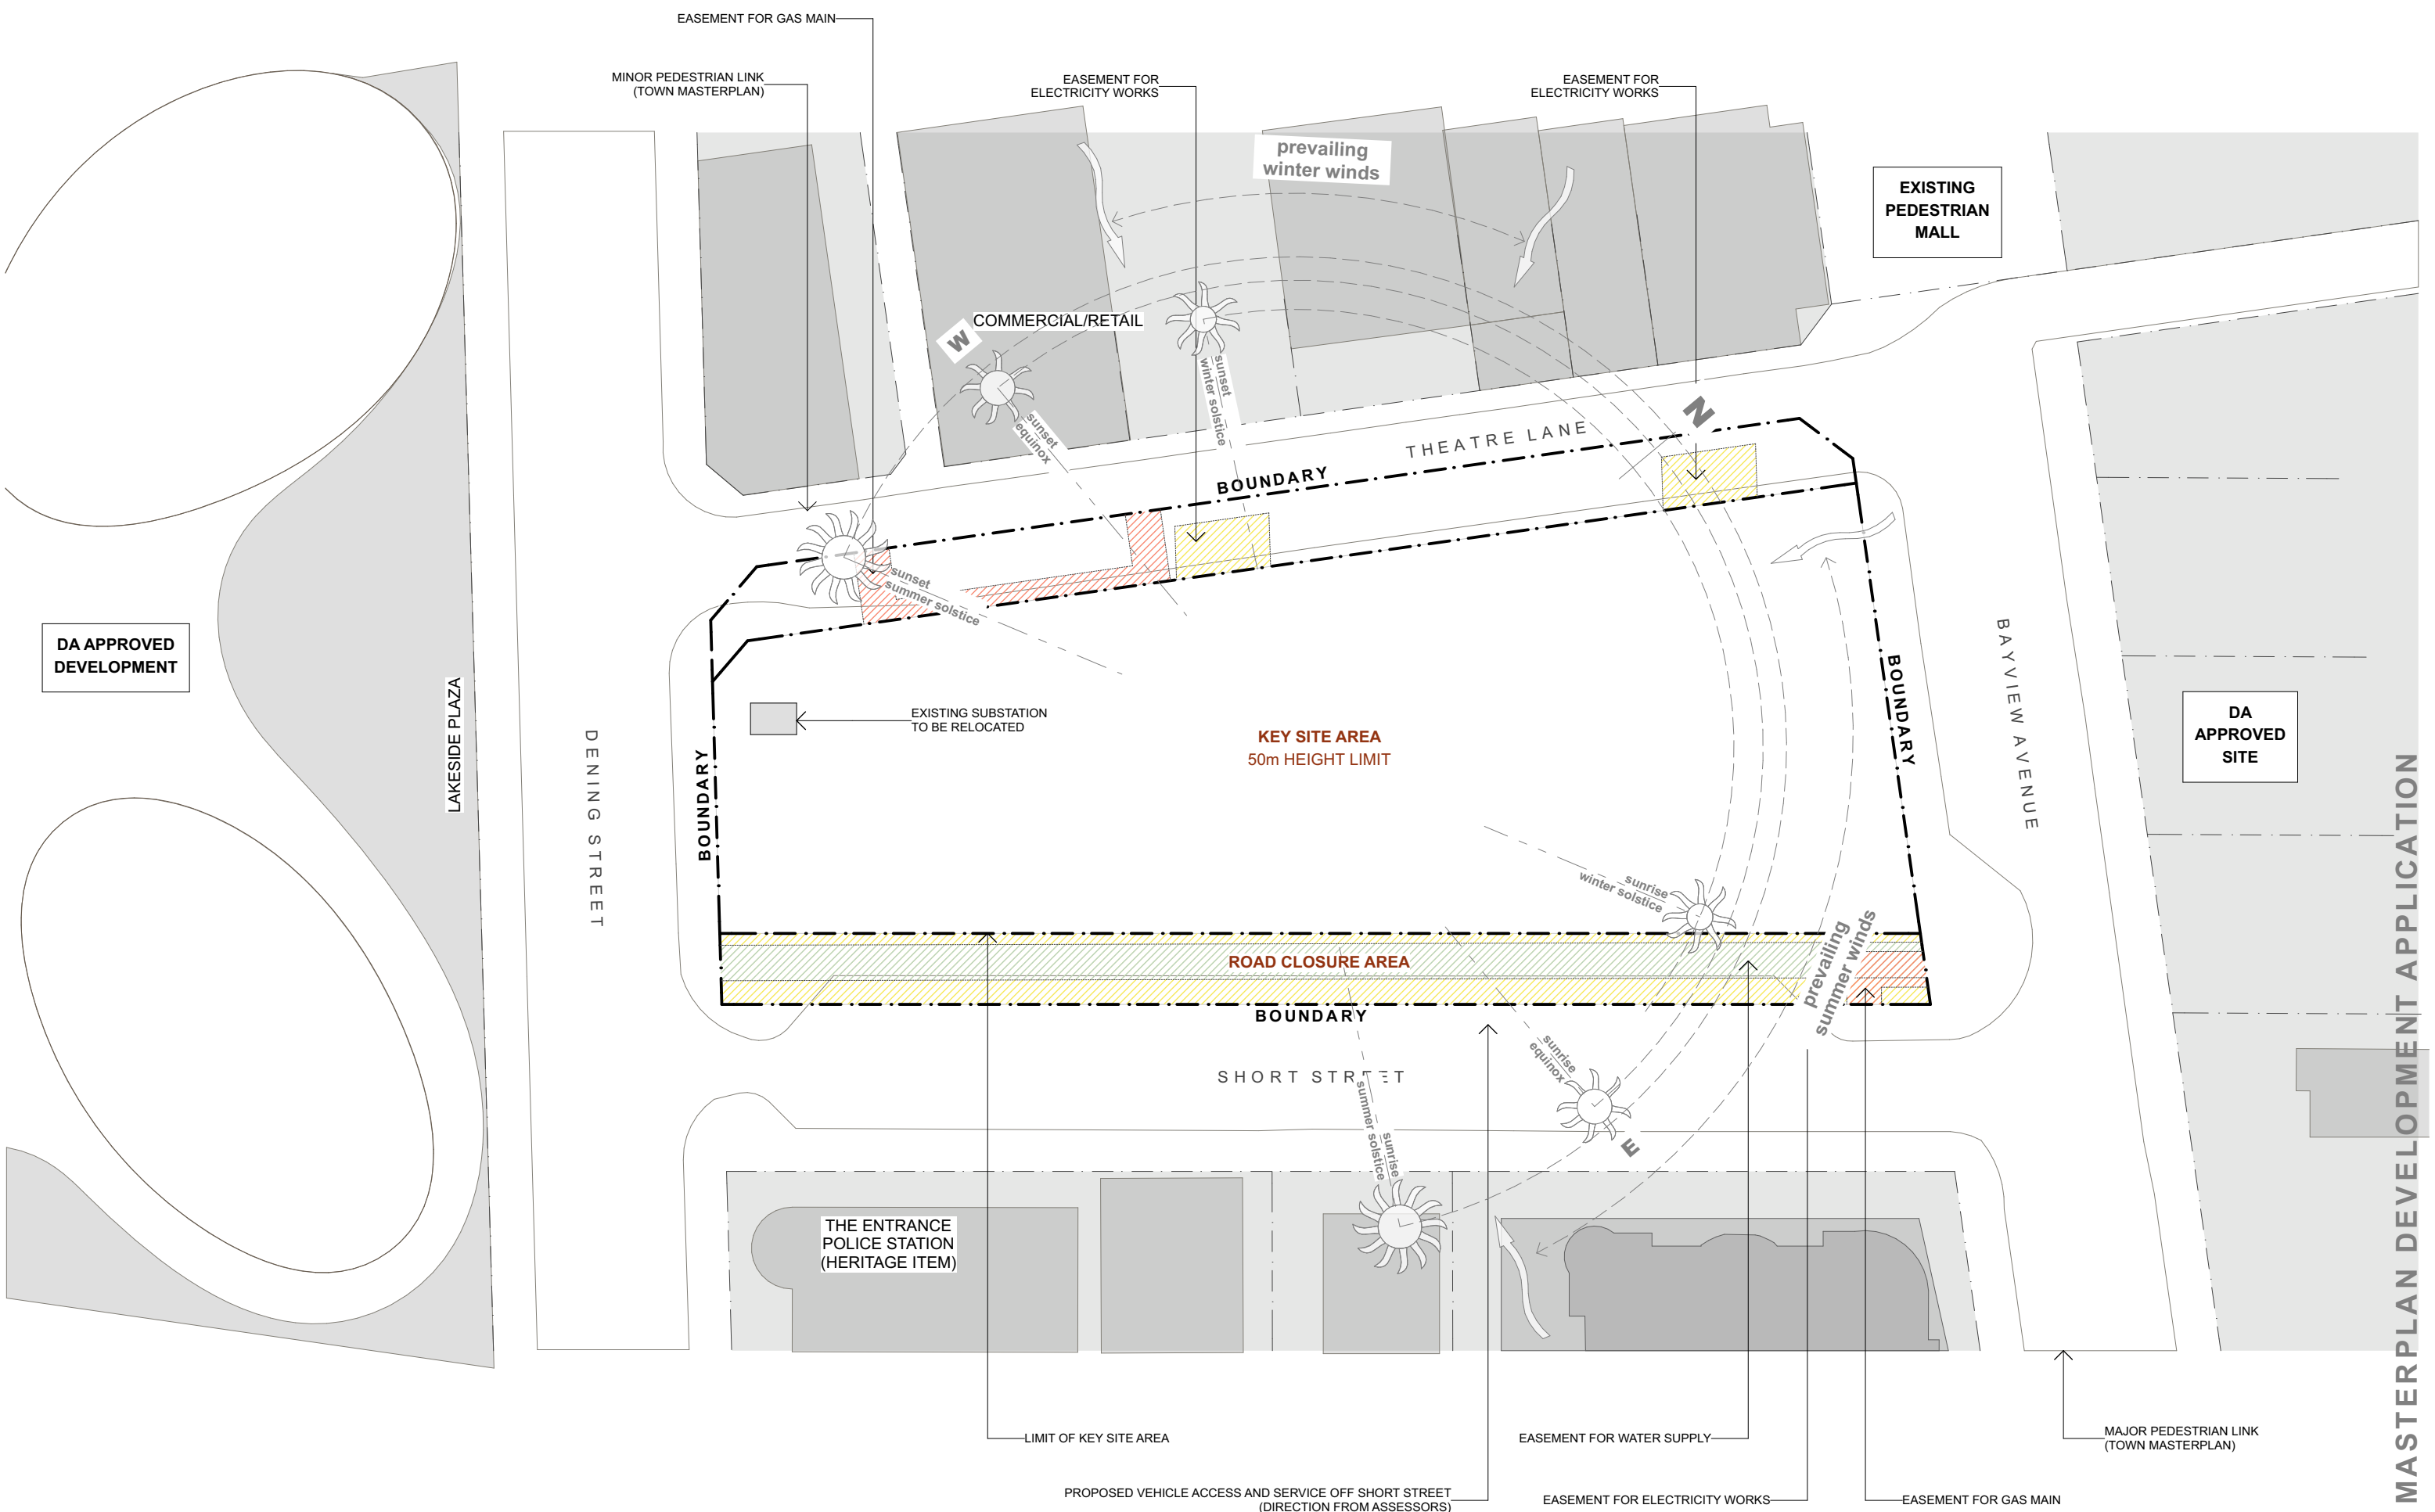 EASEMENT FOR GAS MAIN
MINOR PEDESTRIAN LINK
(TOWN MASTERPLAN)
EASEMENT FOR
ELECTRICITY WORKS
EASEMENT FOR
ELECTRICITY WORKS
prevailing
winter winds
EXISTING
PEDESTRIAN
MALL
W
COMMERCIAL/RETAIL
sunset
winter solstice
sunset
equinox
N
THEATRE LANE
BOUNDARY
sunset
summer solstice
DA APPROVED
DEVELOPMENT
LAKESIDE PLAZA
DENING STREET
BOUNDARY
EXISTING SUBSTATION
TO BE RELOCATED
KEY SITE AREA
50m HEIGHT LIMIT
BOUNDARY
BAYVIEW AVENUE
DA
APPROVED
SITE
sunrise
winter solstice
prevailing
summer winds
ROAD CLOSURE AREA
BOUNDARY
SHORT STREET
sunrise
equinox
sunrise
summer solstice
E
THE ENTRANCE
POLICE STATION
(HERITAGE ITEM)
LIMIT OF KEY SITE AREA
EASEMENT FOR WATER SUPPLY
MAJOR PEDESTRIAN LINK
(TOWN MASTERPLAN)
PROPOSED VEHICLE ACCESS AND SERVICE OFF SHORT STREET
(DIRECTION FROM ASSESSORS)
EASEMENT FOR ELECTRICITY WORKS
EASEMENT FOR GAS MAIN
MASTERPLAN DEVELOPMENT APPLICATION